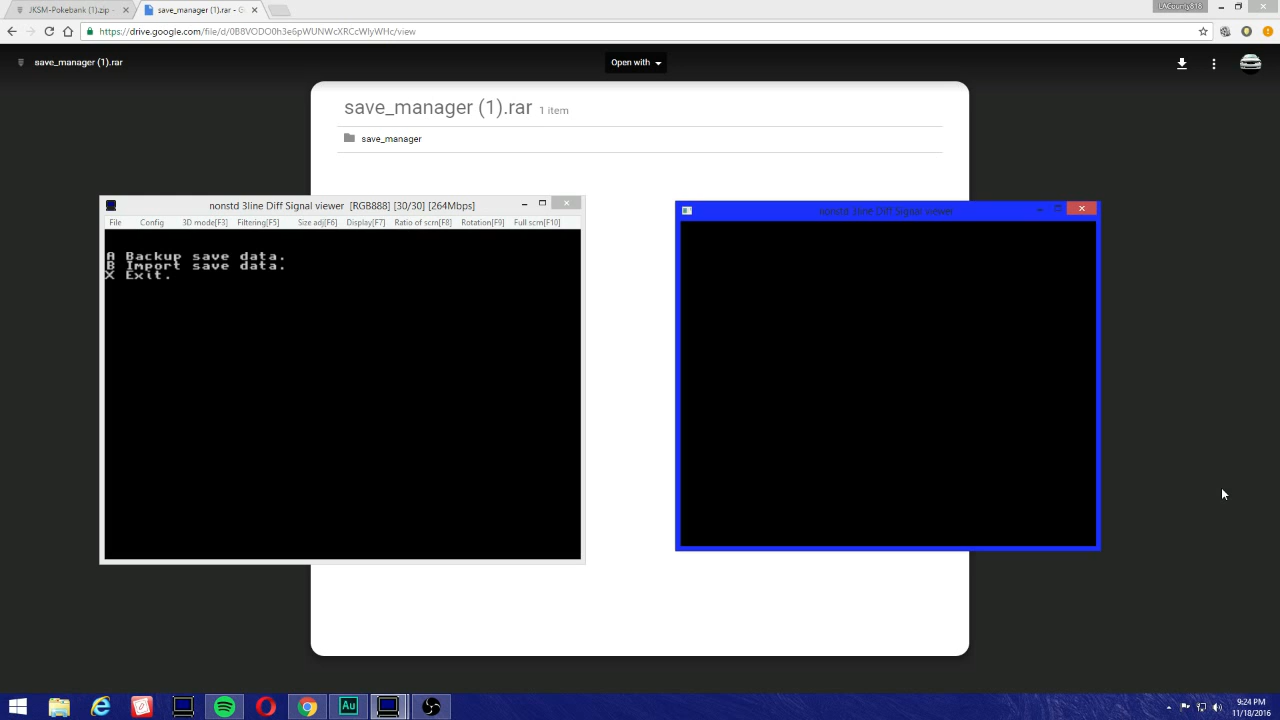 JKSM-Pokebank (1).zip -
save_manager (1).rar - G
LACounty818
https://drive.google.com/file/d/0B8VODO0h3e6pWUNWcXRCcWlyWHc/view
save_manager (1).rar
Open with
save_manager (1).rar 1 item
save_manager
nonstd 3line Diff Signal viewer [RGB888] [30/30] [264Mbps]
File Config 3D mode[F3] Filtering[F5] Size adj[F6] Display[F7] Ratio of scrn[F8] Rotation[F9] Full scrn[F10]
A Backup save data.
B Import save data.
X Exit.
nonstd 3line Diff Signal viewer
Au
9:24 PM
11/18/2016